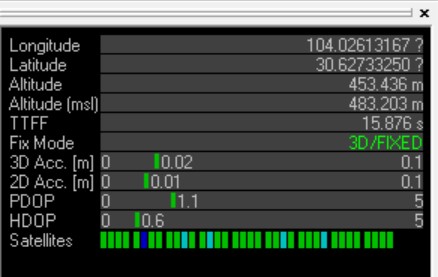 Longitude 104.02613167 ?
Latitude 30.62733250 ?
Altitude 453.436 m
Altitude (msl) 483.203 m
TTFF 15.876 s
Fix Mode 3D/FIXED
3D Acc. [m] 0 0.02 0.1
2D Acc. [m] 0 0.01 0.1
PDOP 0 1.1 5
HDOP 0 0.6 5
Satellites